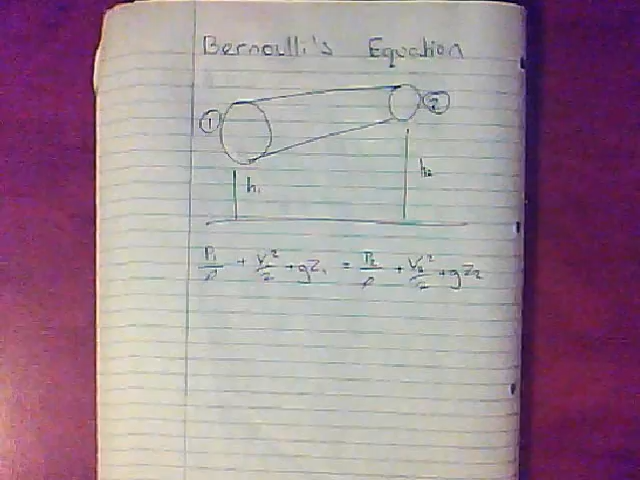 Bernoulli's Equation
① ②
h₁ h₂
P₁/ρ + V₁²/2 + gZ₁ = P₂/ρ + V₂²/2 + gZ₂